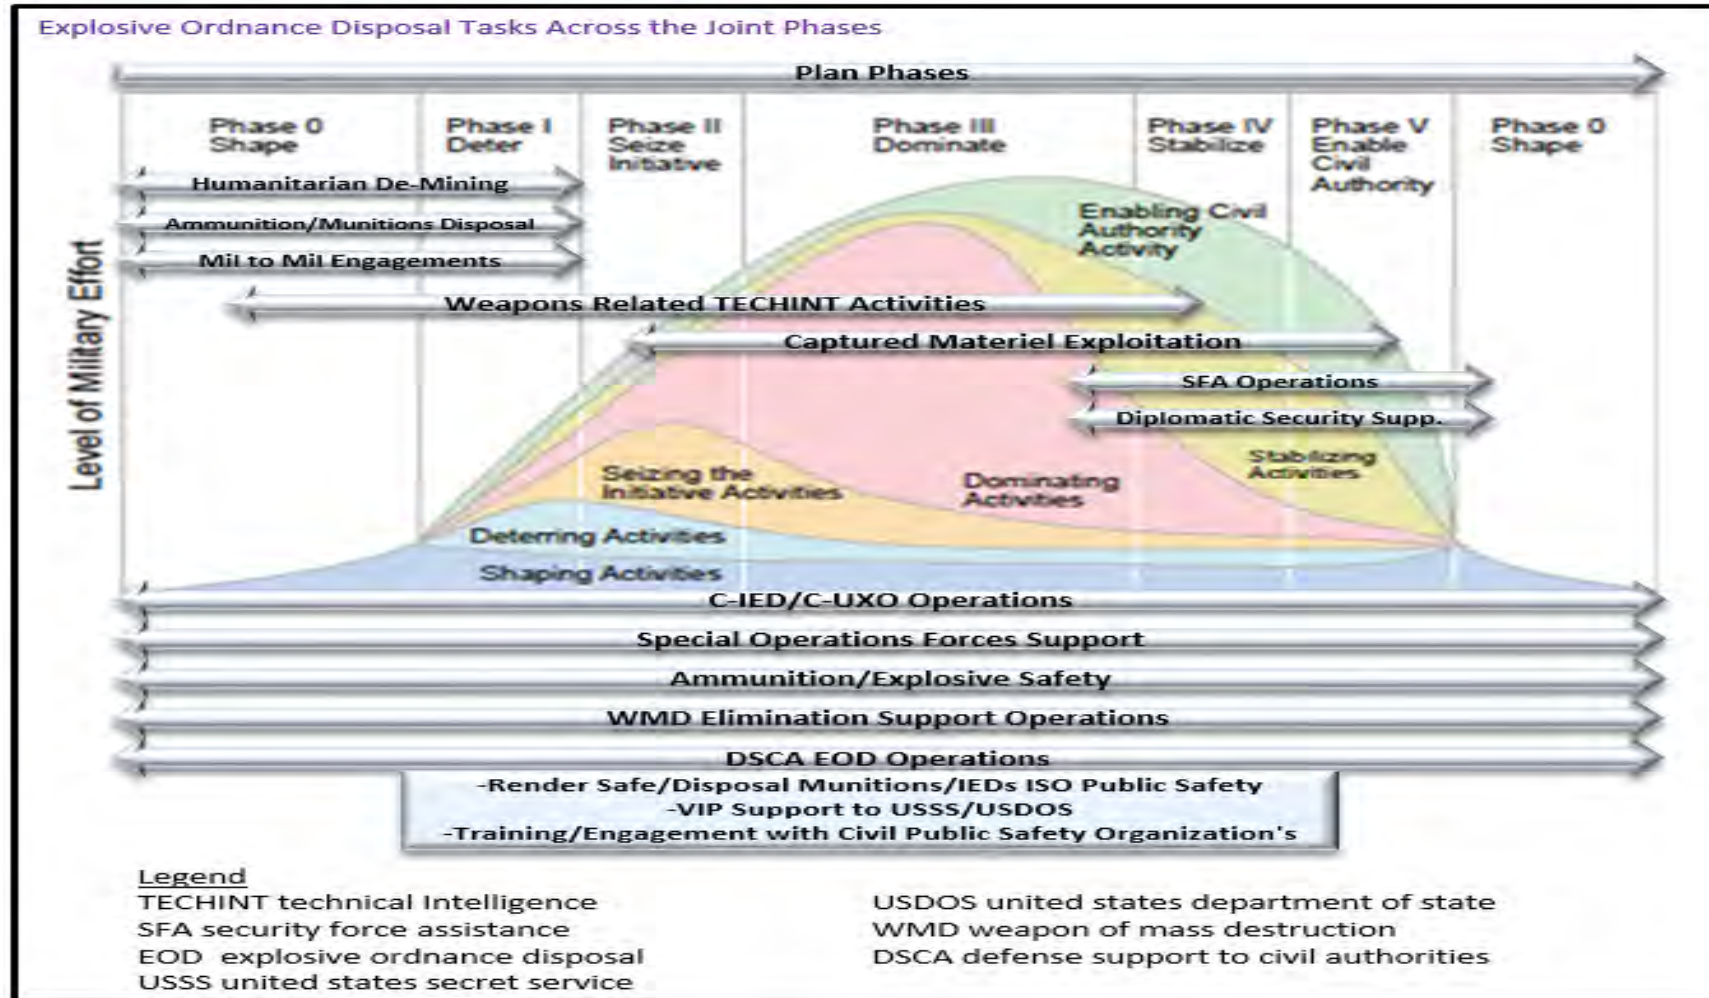 Explosive Ordnance Disposal Tasks Across the Joint Phases
Plan Phases
Phase 0
Shape
Phase I
Deter
Phase II
Seize
Initiative
Phase III
Dominate
Phase IV
Stabilize
Phase V
Enable
Civil
Authority
Phase 0
Shape
Level of Military Effort
Humanitarian De-Mining
Ammunition/Munitions Disposal
Mil to Mil Engagements
Enabling Civil
Authority
Activity
Weapons Related TECHINT Activities
Captured Materiel Exploitation
SFA Operations
Diplomatic Security Supp.
Stabilizing
Activities
Seizing the
Initiative Activities
Dominating
Activities
Deterring Activities
Shaping Activities
C-IED/C-UXO Operations
Special Operations Forces Support
Ammunition/Explosive Safety
WMD Elimination Support Operations
DSCA EOD Operations
-Render Safe/Disposal Munitions/IEDs ISO Public Safety
-VIP Support to USSS/USDOS
-Training/Engagement with Civil Public Safety Organization's
Legend
TECHINT technical Intelligence
SFA security force assistance
EOD  explosive ordnance disposal
USSS united states secret service
USDOS united states department of state
WMD weapon of mass destruction
DSCA defense support to civil authorities